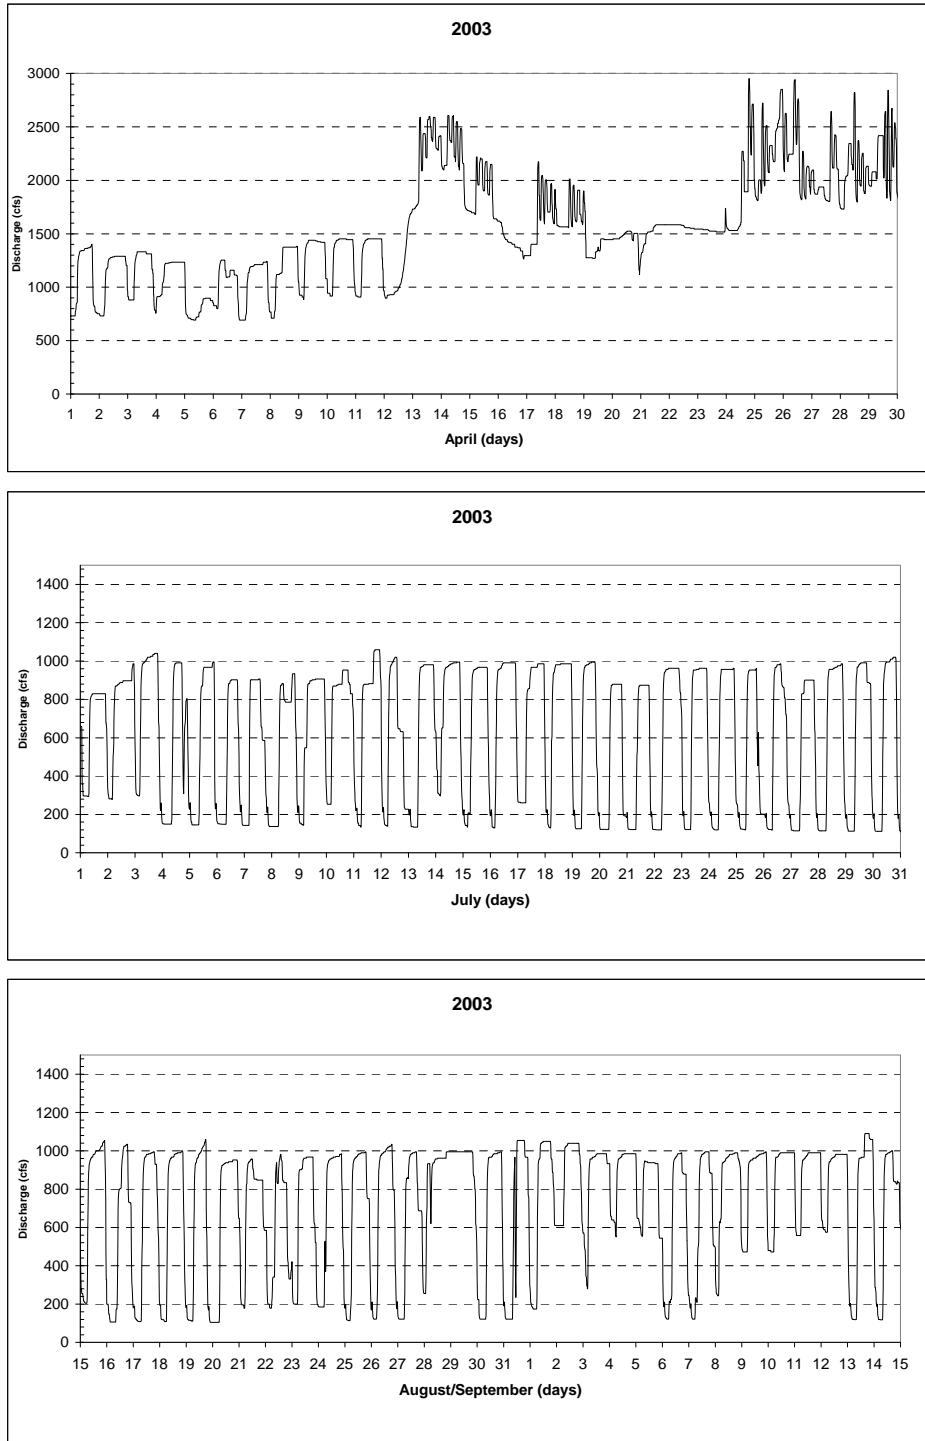 2003
3000
2500
2000
1500
1000
500
0
Discharge (cfs)
1 2 3 4 5 6 7 8 9 10 11 12 13 14 15 16 17 18 19 20 21 22 23 24 25 26 27 28 29 30
April (days)
2003
1400
1200
1000
800
600
400
200
0
Discharge (cfs)
1 2 3 4 5 6 7 8 9 10 11 12 13 14 15 16 17 18 19 20 21 22 23 24 25 26 27 28 29 30 31
July (days)
2003
1400
1200
1000
800
600
400
200
0
Discharge (cfs)
15 16 17 18 19 20 21 22 23 24 25 26 27 28 29 30 31 1 2 3 4 5 6 7 8 9 10 11 12 13 14 15
August/September (days)